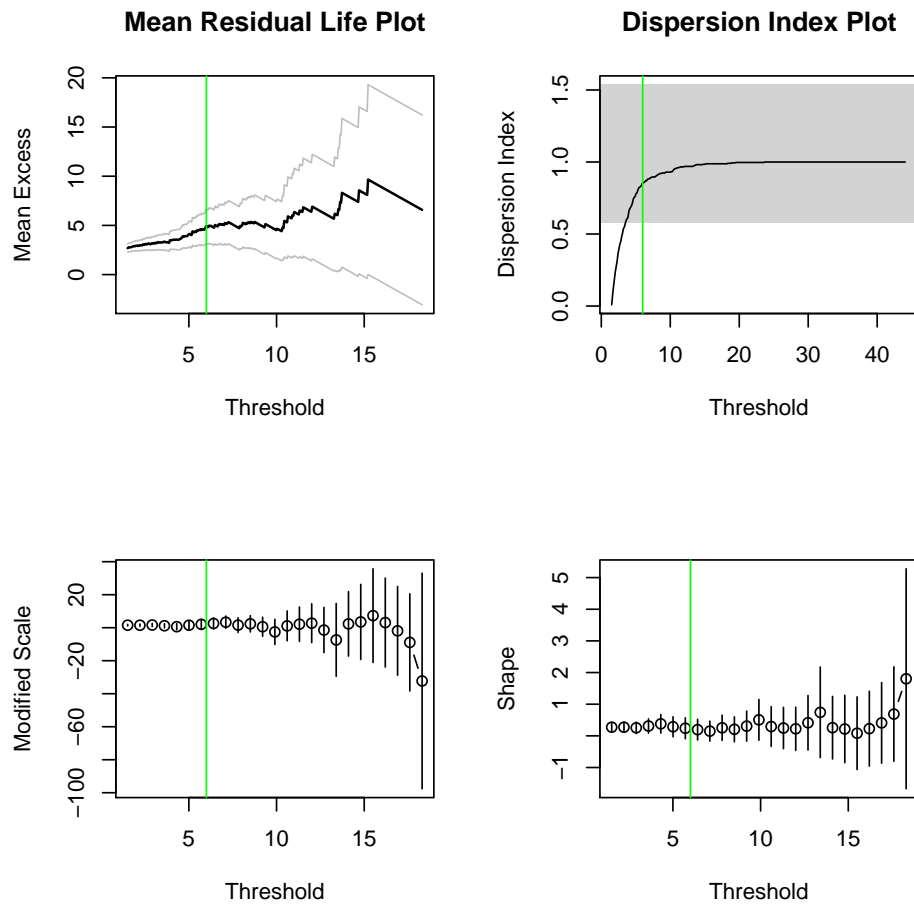 Mean Residual Life Plot
Mean Excess
20
15
10
5
0
5 10 15
Threshold
Dispersion Index Plot
Dispersion Index
1.5
1.0
0.5
0.0
0 10 20 30 40
Threshold
Modified Scale
20
−20
−60
−100
5 10 15
Threshold
Shape
5
4
3
2
1
−1
5 10 15
Threshold